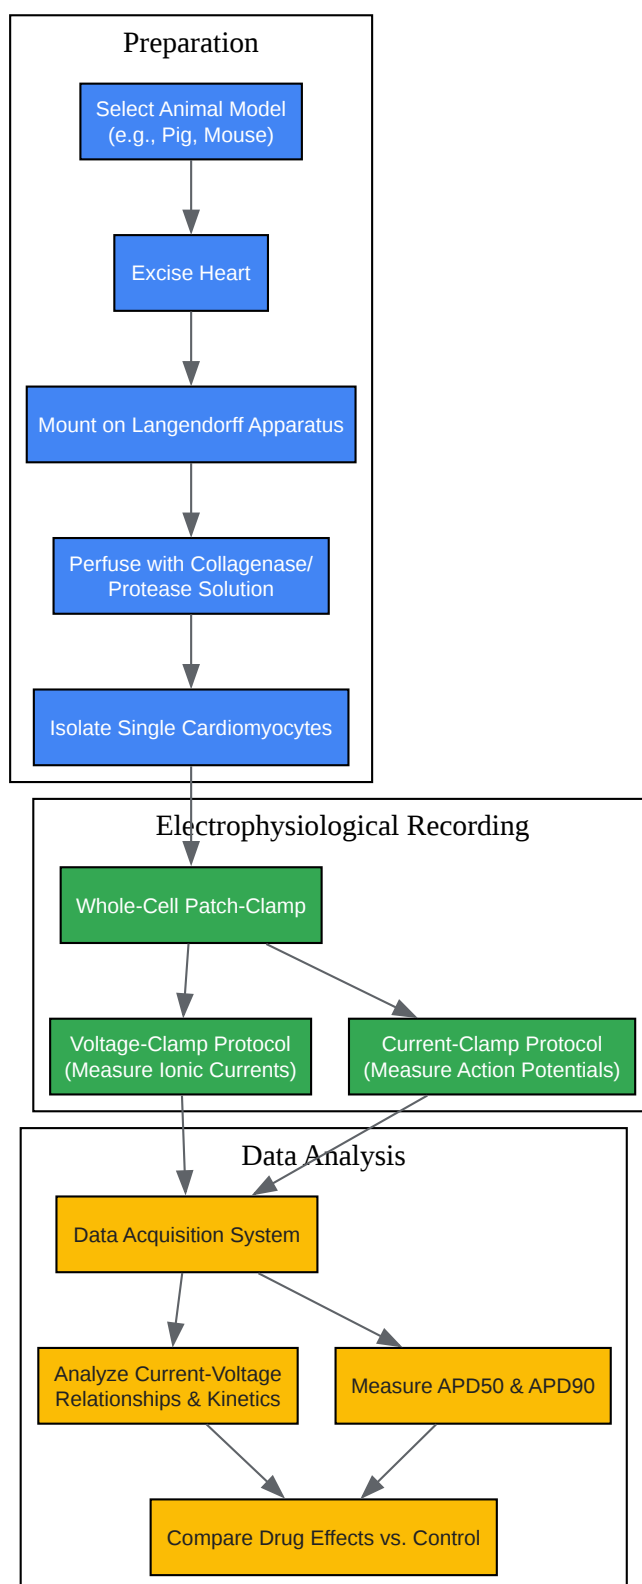 Preparation
Select Animal Model
(e.g., Pig, Mouse)
Excise Heart
Mount on Langendorff Apparatus
Perfuse with Collagenase/
Protease Solution
Isolate Single Cardiomyocytes
Electrophysiological Recording
Whole-Cell Patch-Clamp
Voltage-Clamp Protocol
(Measure Ionic Currents)
Current-Clamp Protocol
(Measure Action Potentials)
Data Analysis
Data Acquisition System
Analyze Current-Voltage
Relationships & Kinetics
Measure APD50 & APD90
Compare Drug Effects vs. Control